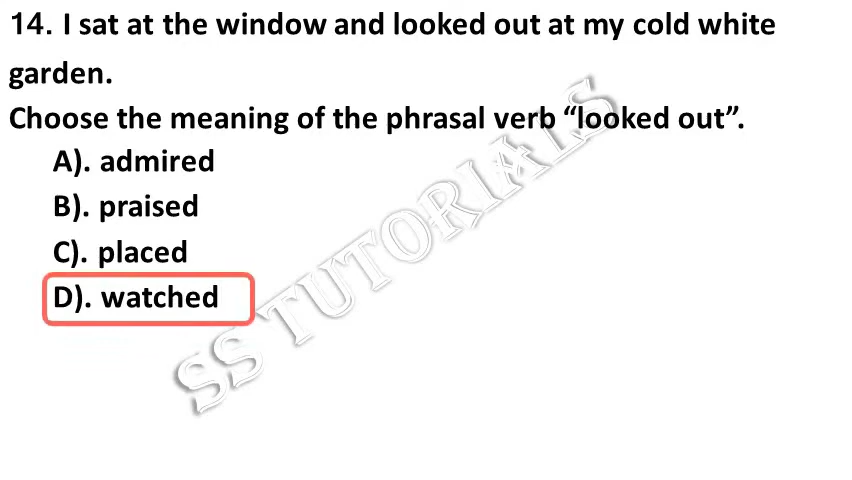 14. I sat at the window and looked out at my cold white
garden.
Choose the meaning of the phrasal verb “looked out”.
A). admired
B). praised
C). placed
D). watched
SS TUTORIALS